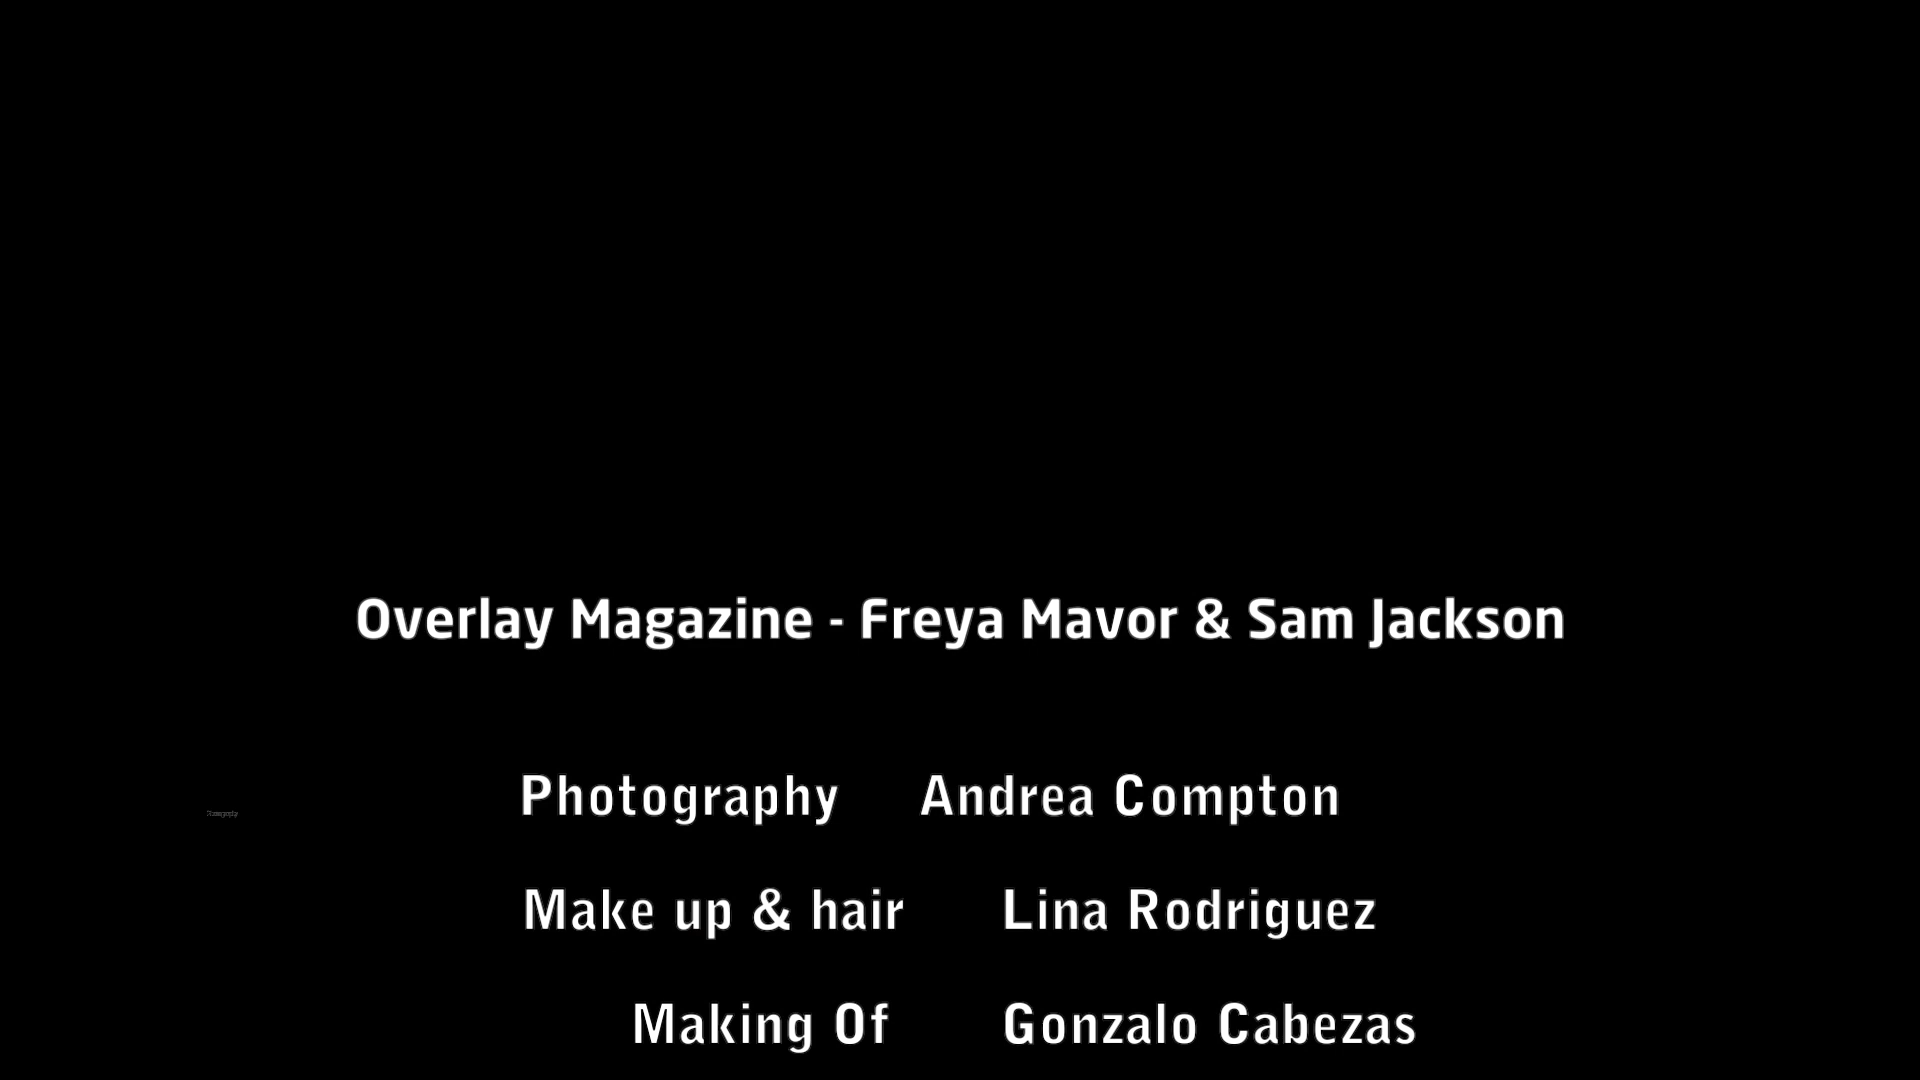 Overlay Magazine - Freya Mavor & Sam Jackson
Photography Andrea Compton
Make up & hair Lina Rodriguez
Making Of Gonzalo Cabezas